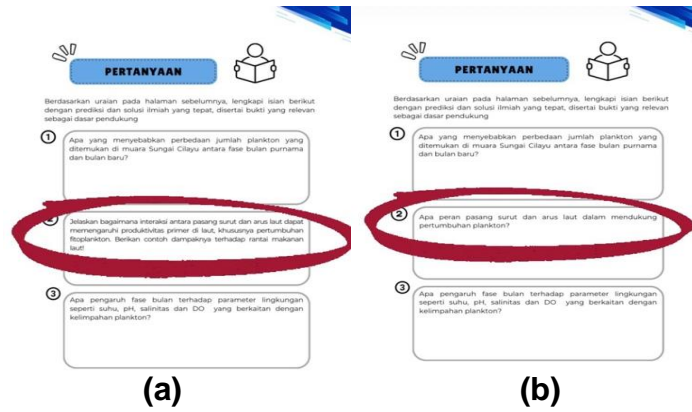 PERTANYAAN
Berdasarkan uraian pada halaman sebelumnya, lengkapi isian berikut
dengan prediksi dan solusi ilmiah yang tepat, disertai bukti yang relevan
sebagai dasar pendukung
1
Apa yang menyebabkan perbedaan jumlah plankton yang
ditemukan di muara Sungai Cilayu antara fase bulan purnama
dan bulan baru?
2
Jelaskan bagaimana interaksi antara pasang surut dan arus laut dapat
memengaruhi produktivitas primer di laut, khususnya pertumbuhan
fitoplankton. Berikan contoh dampaknya terhadap rantai makanan
laut!
3
Apa pengaruh fase bulan terhadap parameter lingkungan
seperti suhu, pH, salinitas dan DO yang berkaitan dengan
kelimpahan plankton?
(a)
PERTANYAAN
Berdasarkan uraian pada halaman sebelumnya, lengkapi isian berikut
dengan prediksi dan solusi ilmiah yang tepat, disertai bukti yang relevan
sebagai dasar pendukung
1
Apa yang menyebabkan perbedaan jumlah plankton yang
ditemukan di muara Sungai Cilayu antara fase bulan purnama
dan bulan baru?
2
Apa peran pasang surut dan arus laut dalam mendukung
pertumbuhan plankton?
3
Apa pengaruh fase bulan terhadap parameter lingkungan
seperti suhu, pH, salinitas dan DO yang berkaitan dengan
kelimpahan plankton?
(b)